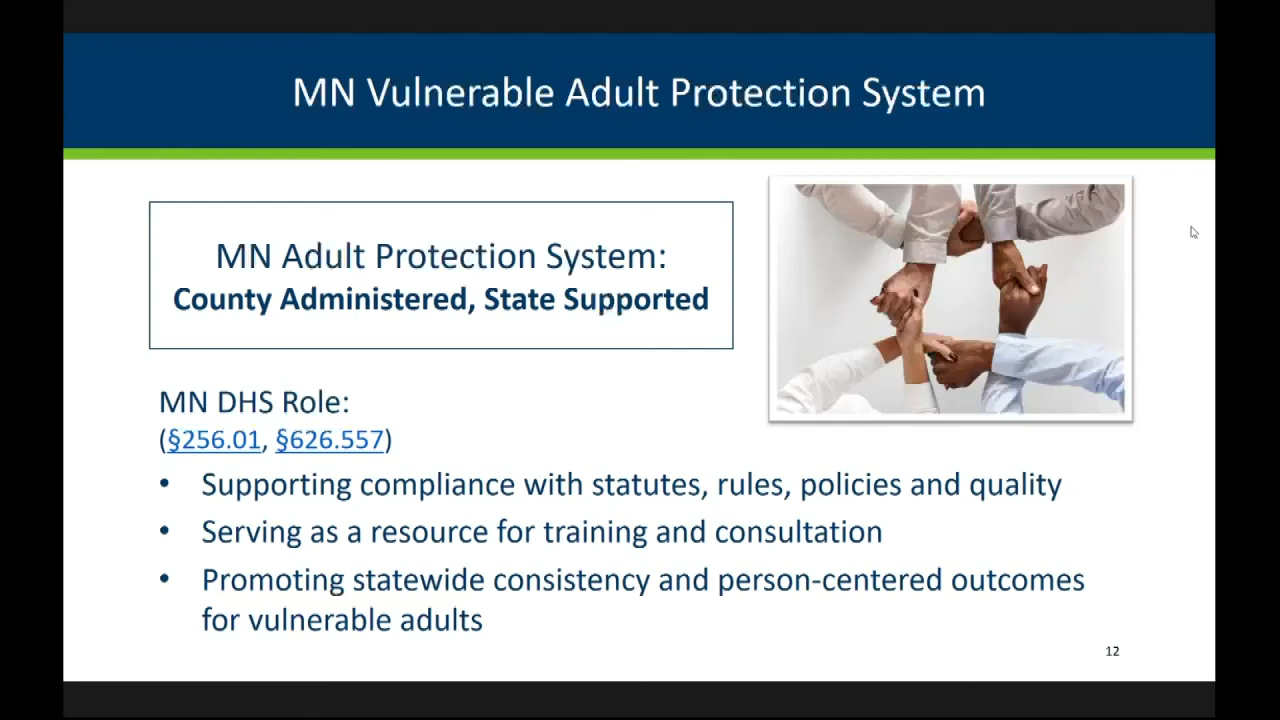 MN Vulnerable Adult Protection System
MN Adult Protection System:
County Administered, State Supported
MN DHS Role:
(§256.01, §626.557)
• Supporting compliance with statutes, rules, policies and quality
• Serving as a resource for training and consultation
• Promoting statewide consistency and person-centered outcomes
for vulnerable adults
12